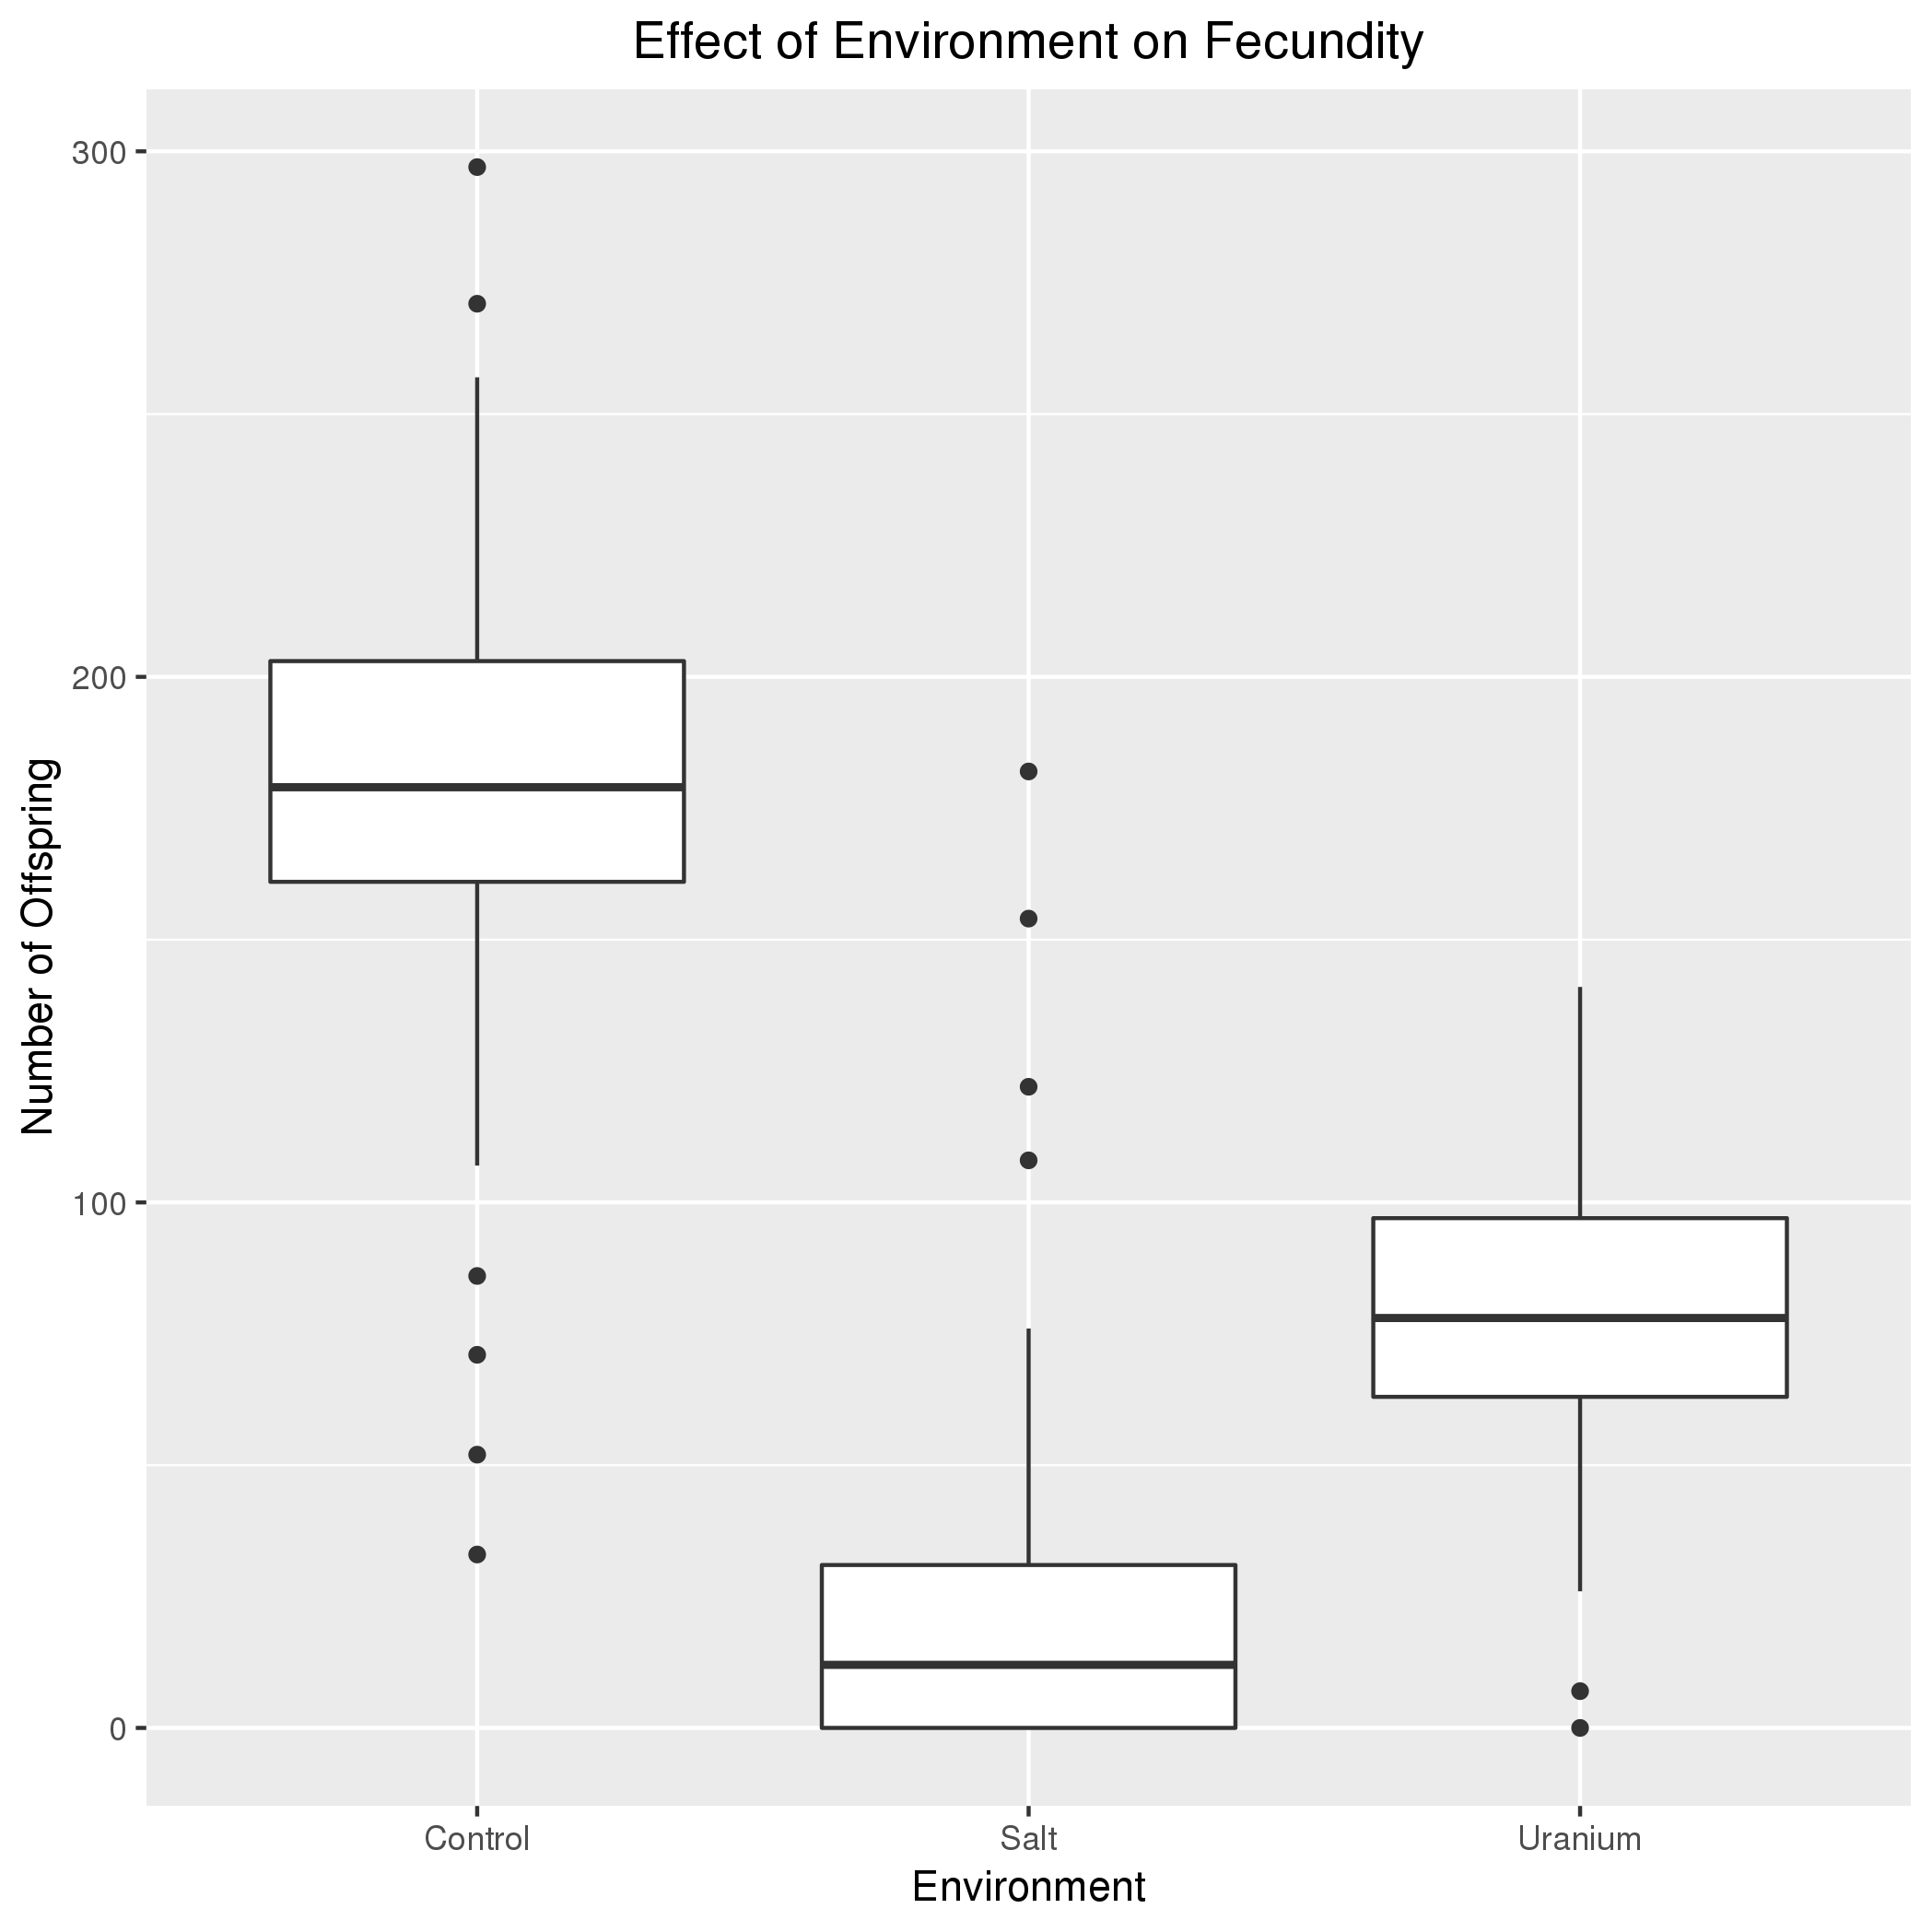 Effect of Environment on Fecundity
Number of Offspring
300
200
100
0
Control
Salt
Uranium
Environment